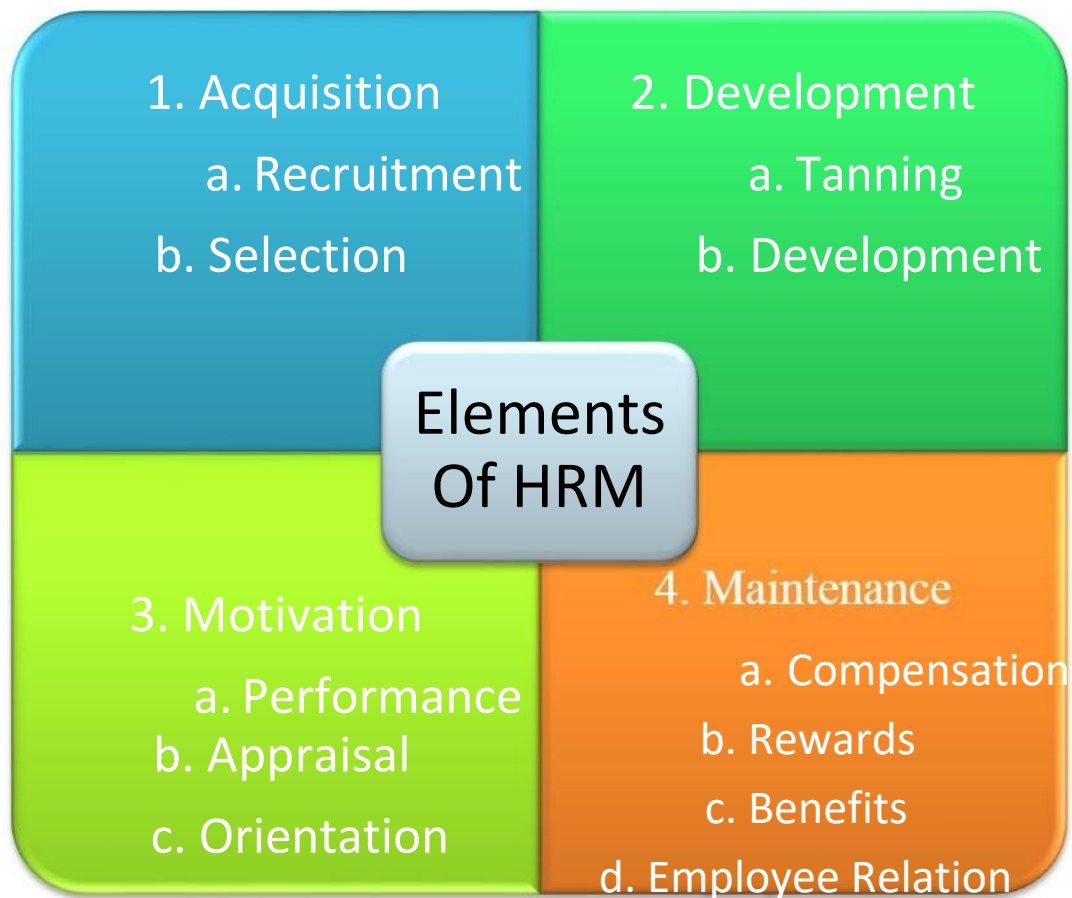 1. Acquisition
a. Recruitment
b. Selection
2. Development
a. Tanning
b. Development
Elements
Of HRM
3. Motivation
a. Performance
b. Appraisal
c. Orientation
4. Maintenance
a. Compensation
b. Rewards
c. Benefits
d. Employee Relation